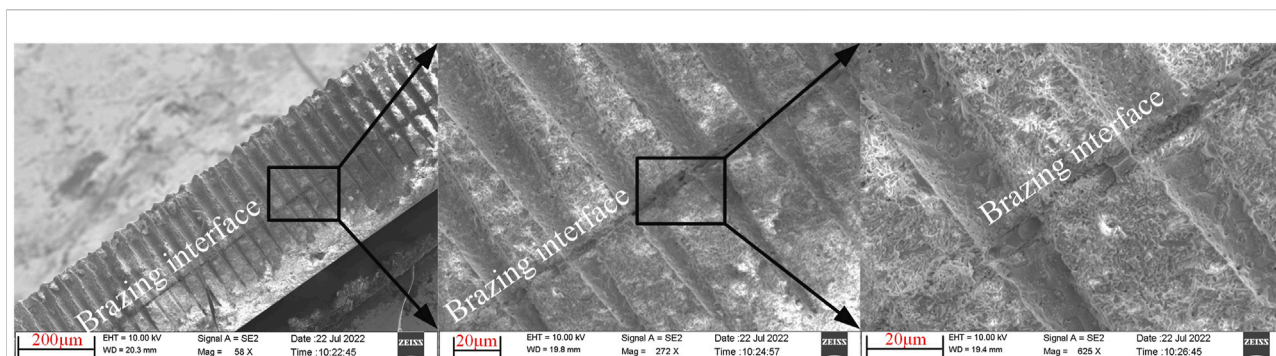 Brazing interface
200μm
EHT = 10.00 kV
WD = 20.3 mm
Signal A = SE2
Mag = 58 X
Date :22 Jul 2022
Time :10:22:45
ZEISS
Brazing interface
20μm
EHT = 10.00 kV
WD = 19.8 mm
Signal A = SE2
Mag = 272 X
Date :22 Jul 2022
Time :10:24:57
ZEISS
Brazing interface
20μm
EHT = 10.00 kV
WD = 19.4 mm
Signal A = SE2
Mag = 625 X
Date :22 Jul 2022
Time :10:26:45
ZEISS